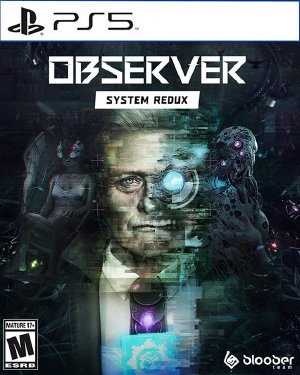 PS5
OBSERVER
SYSTEM REDUX
MATURE 17+
M
ESRB
bloober
team